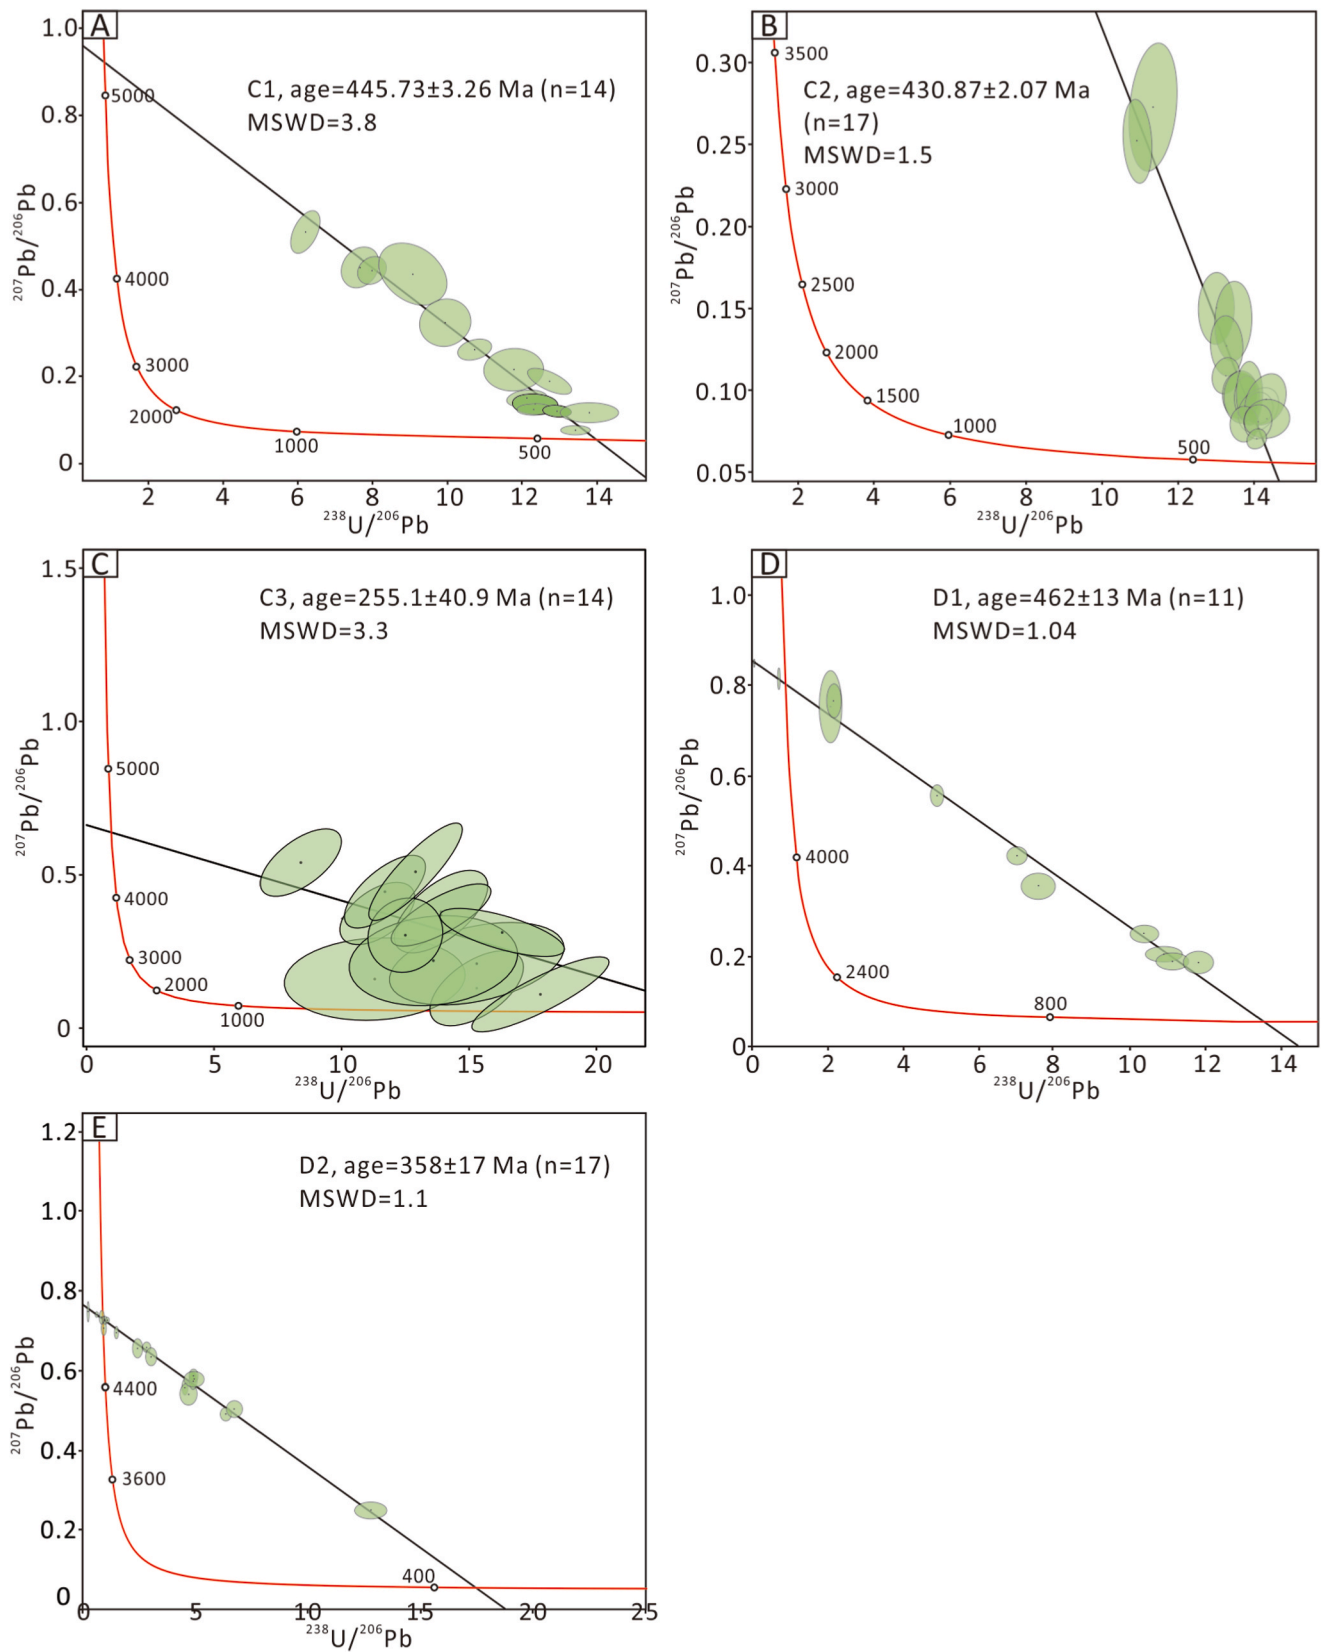 A
C1, age=445.73±3.26 Ma (n=14)
MSWD=3.8
1.0
0.8
0.6
0.4
0.2
0
5000
4000
3000
2000
1000
500
2 4 6 8 10 12 14
²⁰⁷Pb/²⁰⁶Pb
²³⁸U/²⁰⁶Pb
B
C2, age=430.87±2.07 Ma
(n=17)
MSWD=1.5
0.30
0.25
0.20
0.15
0.10
0.05
3500
3000
2500
2000
1500
1000
500
2 4 6 8 10 12 14
²⁰⁷Pb/²⁰⁶Pb
²³⁸U/²⁰⁶Pb
C
C3, age=255.1±40.9 Ma (n=14)
MSWD=3.3
1.5
1.0
0.5
0
5000
4000
3000
2000
1000
0 5 10 15 20
²⁰⁷Pb/²⁰⁶Pb
²³⁸U/²⁰⁶Pb
D
D1, age=462±13 Ma (n=11)
MSWD=1.04
1.0
0.8
0.6
0.4
0.2
0
4000
2400
800
0 2 4 6 8 10 12 14
²⁰⁷Pb/²⁰⁶Pb
²³⁸U/²⁰⁶Pb
E
D2, age=358±17 Ma (n=17)
MSWD=1.1
1.2
1.0
0.8
0.6
0.4
0.2
0
4400
3600
400
0 5 10 15 20 25
²⁰⁷Pb/²⁰⁶Pb
²³⁸U/²⁰⁶Pb